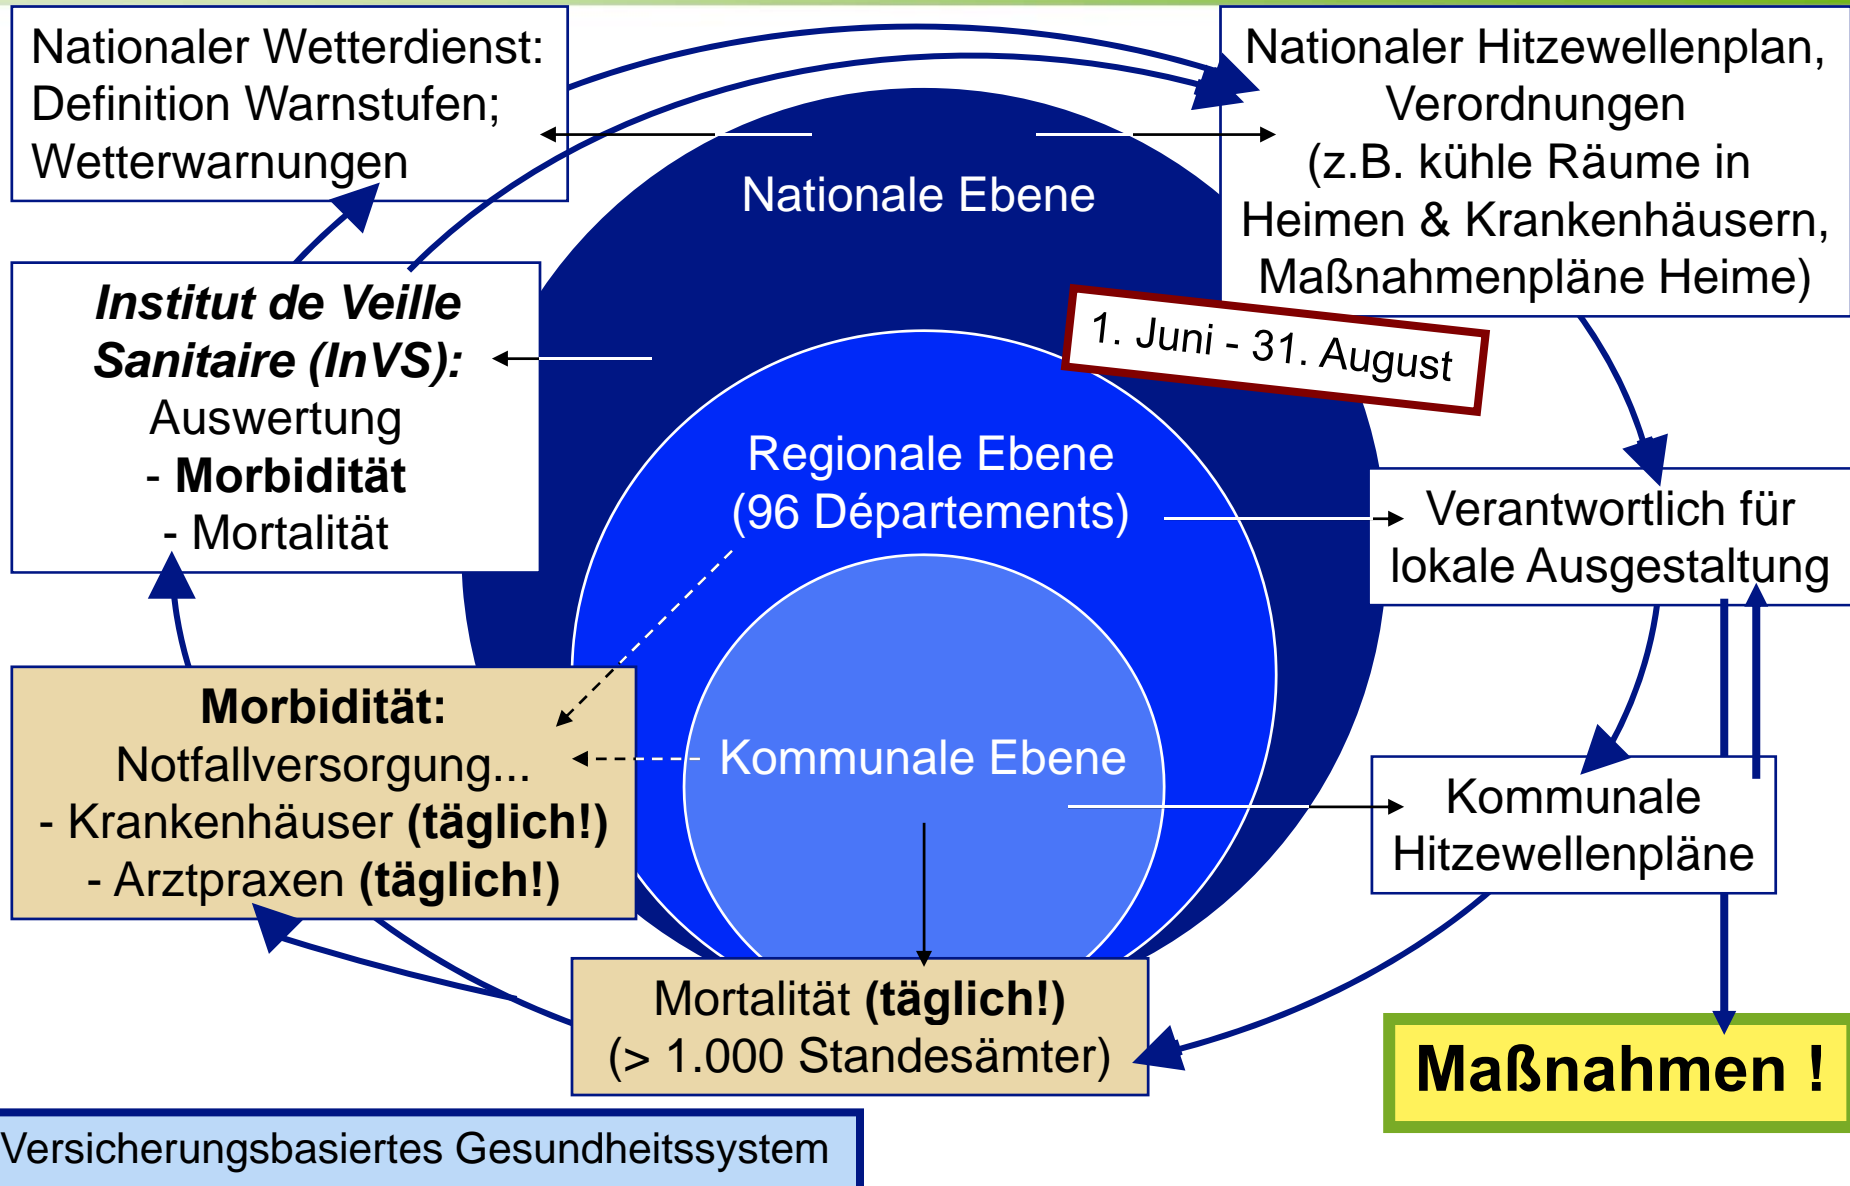 Nationaler Wetterdienst:
Definition Warnstufen;
Wetterwarnungen
Nationaler Hitzewellenplan,
Verordnungen
(z.B. kühle Räume in
Heimen & Krankenhäusern,
Maßnahmenpläne Heime)
Nationale Ebene
Institut de Veille
Sanitaire (InVS):
Auswertung
- Morbidität
- Mortalität
1. Juni - 31. August
Regionale Ebene
(96 Départements)
Verantwortlich für
lokale Ausgestaltung
Morbidität:
Notfallversorgung...
- Krankenhäuser (täglich!)
- Arztpraxen (täglich!)
Kommunale Ebene
Kommunale
Hitzewellenpläne
Mortalität (täglich!)
(> 1.000 Standesämter)
Maßnahmen !
Versicherungsbasiertes Gesundheitssystem